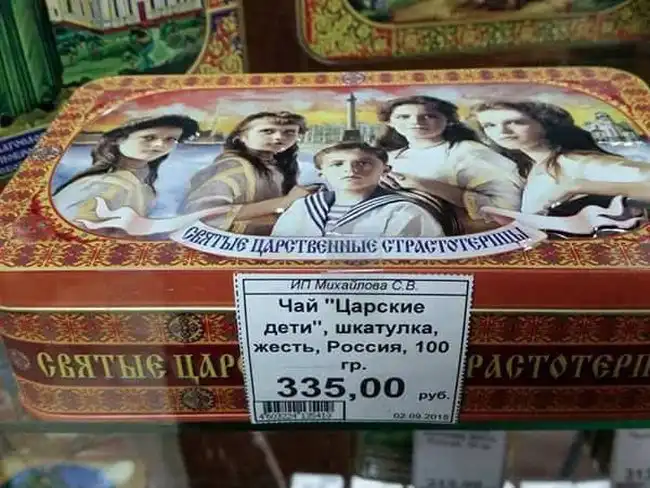 СВЯТЫЕ ЦАРСТВЕННЫЕ СТРАСТОТЕРПЦЫ
ИП Михайлова С.В.
Чай "Царские
дети", шкатулка,
жесть, Россия, 100
гр.
335,00 руб.
02.09.2018
СВЯТЫЕ ЦАР
СТРАСТОТЕРП